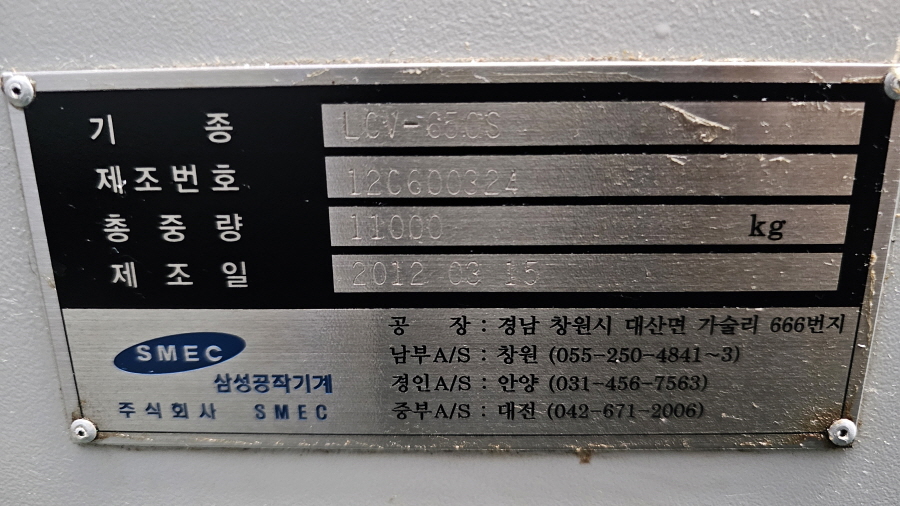 기 종 LCV-65.CS
제조번호 12C600324
총 중 량 11000 kg
제 조 일 2012 03 15
SMEC
삼성공작기계
주식회사 SMEC
공 장 : 경남 창원시 대산면 가술리 666번지
남부A/S : 창원 (055-250-4841~3)
경인A/S : 안양 (031-456-7563)
중부A/S : 대전 (042-671-2006)